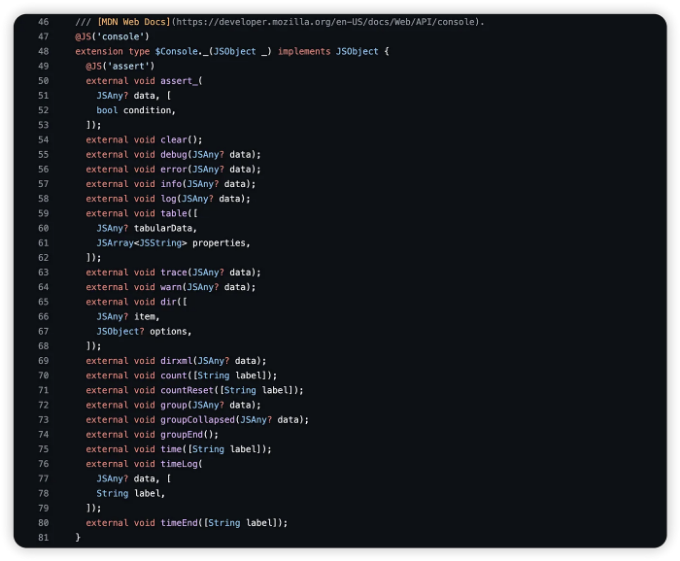 46 /// [MDN Web Docs](https://developer.mozilla.org/en-US/docs/Web/API/console).
47 @JS('console')
48 extension type $Console._(JSObject _) implements JSObject {
49   @JS('assert')
50   external void assert_(
51     JSAny? data, [
52     bool condition,
53   ]);
54   external void clear();
55   external void debug(JSAny? data);
56   external void error(JSAny? data);
57   external void info(JSAny? data);
58   external void log(JSAny? data);
59   external void table([
60     JSAny? tabularData,
61     JSArray<JSString> properties,
62   ]);
63   external void trace(JSAny? data);
64   external void warn(JSAny? data);
65   external void dir([
66     JSAny? item,
67     JSObject? options,
68   ]);
69   external void dirxml(JSAny? data);
70   external void count([String label]);
71   external void countReset([String label]);
72   external void group(JSAny? data);
73   external void groupCollapsed(JSAny? data);
74   external void groupEnd();
75   external void time([String label]);
76   external void timeLog(
77     JSAny? data, [
78     String label,
79   ]);
80   external void timeEnd([String label]);
81 }